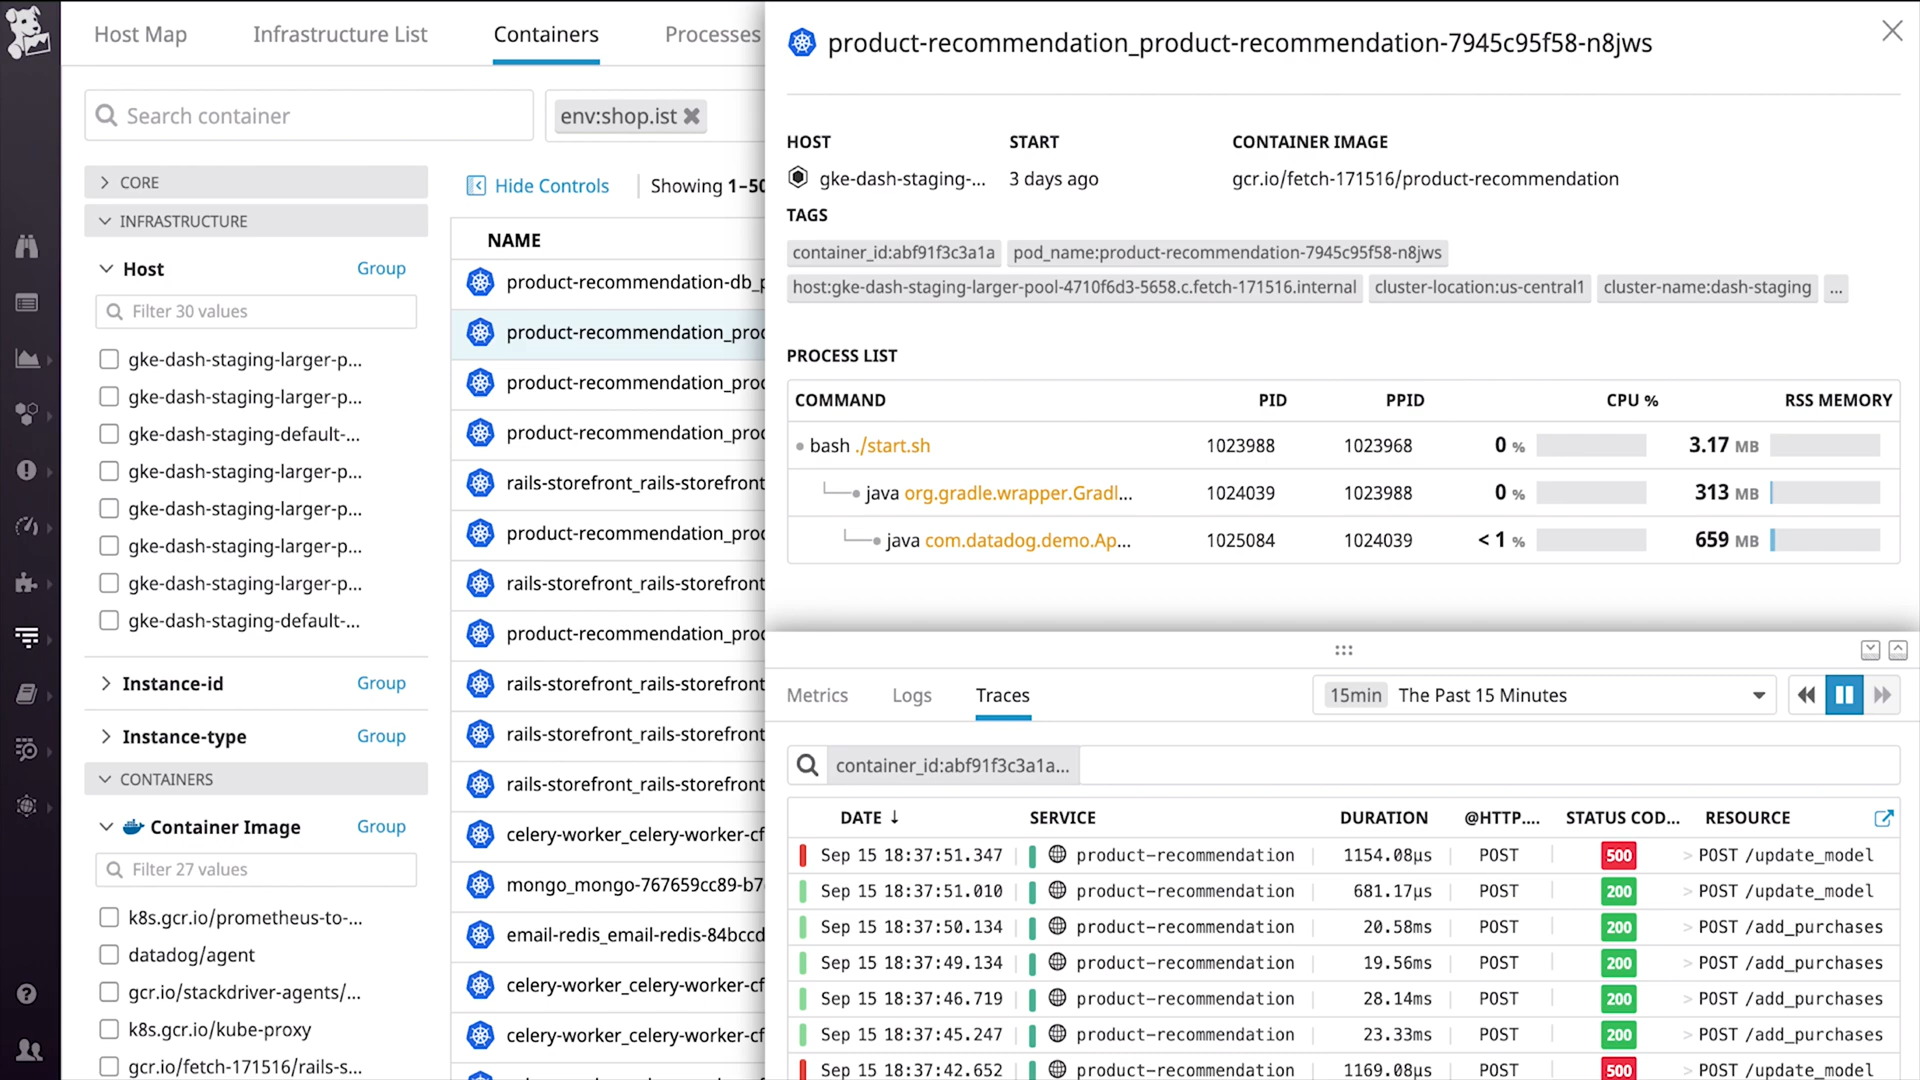 Host Map
Infrastructure List
Containers
Processes
Search container
env:shop.ist
CORE
INFRASTRUCTURE
Host
Group
Filter 30 values
gke-dash-staging-larger-p...
gke-dash-staging-larger-p...
gke-dash-staging-default-...
gke-dash-staging-larger-p...
gke-dash-staging-larger-p...
gke-dash-staging-larger-p...
gke-dash-staging-larger-p...
gke-dash-staging-default-...
Instance-id
Group
Instance-type
Group
CONTAINERS
Container Image
Group
Filter 27 values
k8s.gcr.io/prometheus-to-...
datadog/agent
gcr.io/stackdriver-agents/...
k8s.gcr.io/kube-proxy
gcr.io/fetch-171516/rails-s...
Hide Controls
Showing 1–50
NAME
product-recommendation-db_p
product-recommendation_proc
product-recommendation_proc
product-recommendation_proc
rails-storefront_rails-storefront
product-recommendation_proc
rails-storefront_rails-storefront
product-recommendation_proc
rails-storefront_rails-storefront
rails-storefront_rails-storefront
rails-storefront_rails-storefront
celery-worker_celery-worker-cf
mongo_mongo-767659cc89-b7
email-redis_email-redis-84bccd
celery-worker_celery-worker-cf
celery-worker_celery-worker-cf
product-recommendation_product-recommendation-7945c95f58-n8jws
HOST START CONTAINER IMAGE
gke-dash-staging-... 3 days ago gcr.io/fetch-171516/product-recommendation
TAGS
container_id:abf91f3c3a1a pod_name:product-recommendation-7945c95f58-n8jws
host:gke-dash-staging-larger-pool-4710f6d3-5658.c.fetch-171516.internal cluster-location:us-central1 cluster-name:dash-staging ...
PROCESS LIST
COMMAND PID PPID CPU % RSS MEMORY
bash ./start.sh 1023988 1023968 0 % 3.17 MB
java org.gradle.wrapper.Gradl... 1024039 1023988 0 % 313 MB
java com.datadog.demo.Ap... 1025084 1024039 < 1 % 659 MB
Metrics Logs Traces 15min The Past 15 Minutes
container_id:abf91f3c3a1a...
DATE ↓ SERVICE DURATION @HTTP.... STATUS COD... RESOURCE
Sep 15 18:37:51.347 product-recommendation 1154.08µs POST 500 > POST /update_model
Sep 15 18:37:51.010 product-recommendation 681.17µs POST 200 > POST /update_model
Sep 15 18:37:50.134 product-recommendation 20.58ms POST 200 > POST /add_purchases
Sep 15 18:37:49.134 product-recommendation 19.56ms POST 200 > POST /add_purchases
Sep 15 18:37:46.719 product-recommendation 28.14ms POST 200 > POST /add_purchases
Sep 15 18:37:45.247 product-recommendation 23.33ms POST 200 > POST /add_purchases
Sep 15 18:37:42.652 product-recommendation 1169.08µs POST 500 > POST /update_model